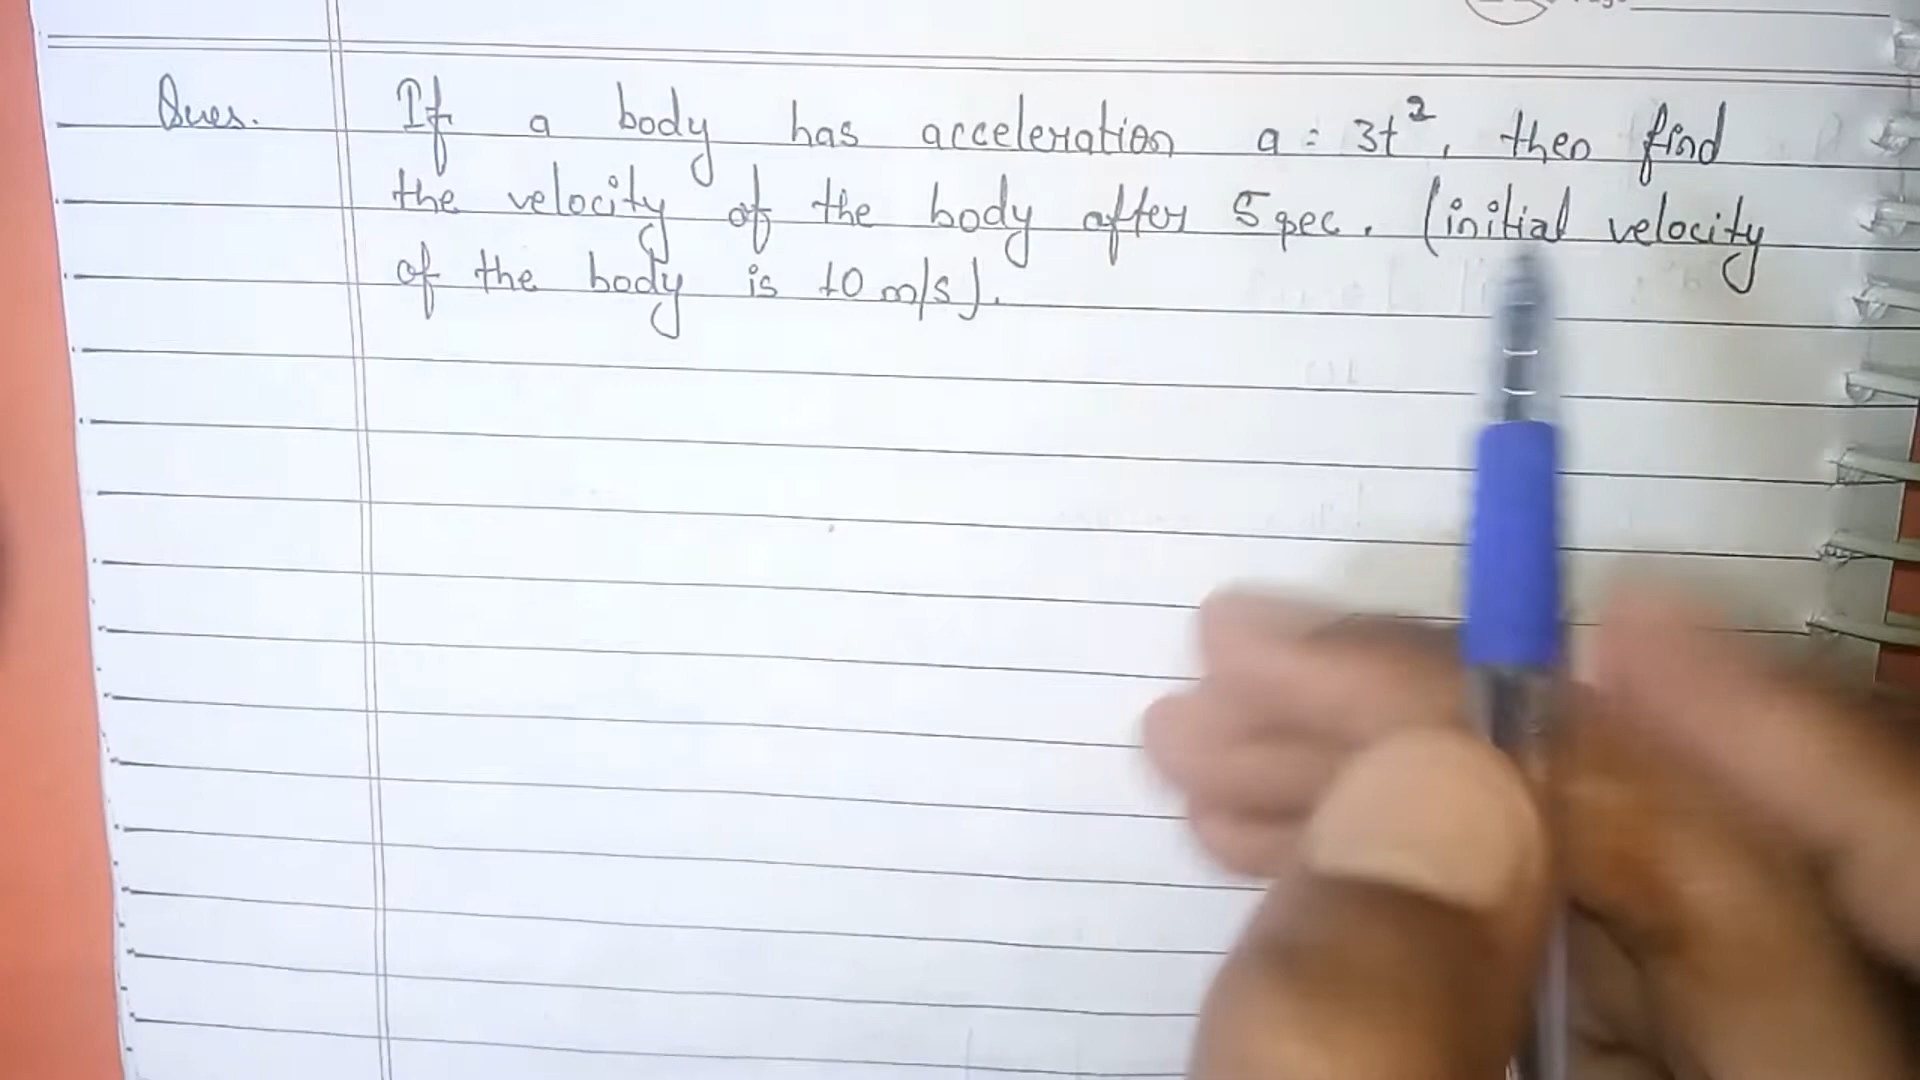 Ques. If a body has acceleration a = 3t², then find
the velocity of the body after 5 sec. (initial velocity
of the body is 10 m/s).